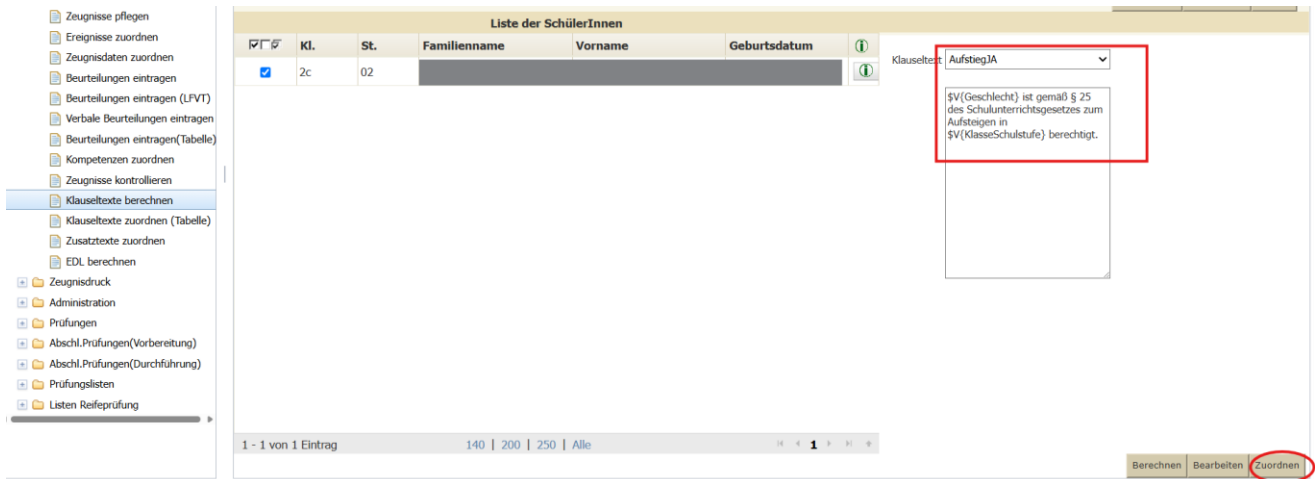 Zeugnisse pflegen
Ereignisse zuordnen
Zeugnisdaten zuordnen
Beurteilungen eintragen
Beurteilungen eintragen (LFVT)
Verbale Beurteilungen eintragen
Beurteilungen eintragen(Tabelle)
Kompetenzen zuordnen
Zeugnisse kontrollieren
Klauseltexte berechnen
Klauseltexte zuordnen (Tabelle)
Zusatztexte zuordnen
EDL berechnen
Zeugnisdruck
Administration
Prüfungen
Abschl.Prüfungen(Vorbereitung)
Abschl.Prüfungen(Durchführung)
Prüfungslisten
Listen Reifeprüfung
Liste der SchülerInnen
Kl. St. Familienname Vorname Geburtsdatum
2c 02
1 - 1 von 1 Eintrag 140 | 200 | 250 | Alle 1
Klauseltext AufstiegJA
$V{Geschlecht} ist gemäß § 25
des Schulunterrichtsgesetzes zum
Aufsteigen in
$V{KlasseSchulstufe} berechtigt.
Berechnen Bearbeiten Zuordnen